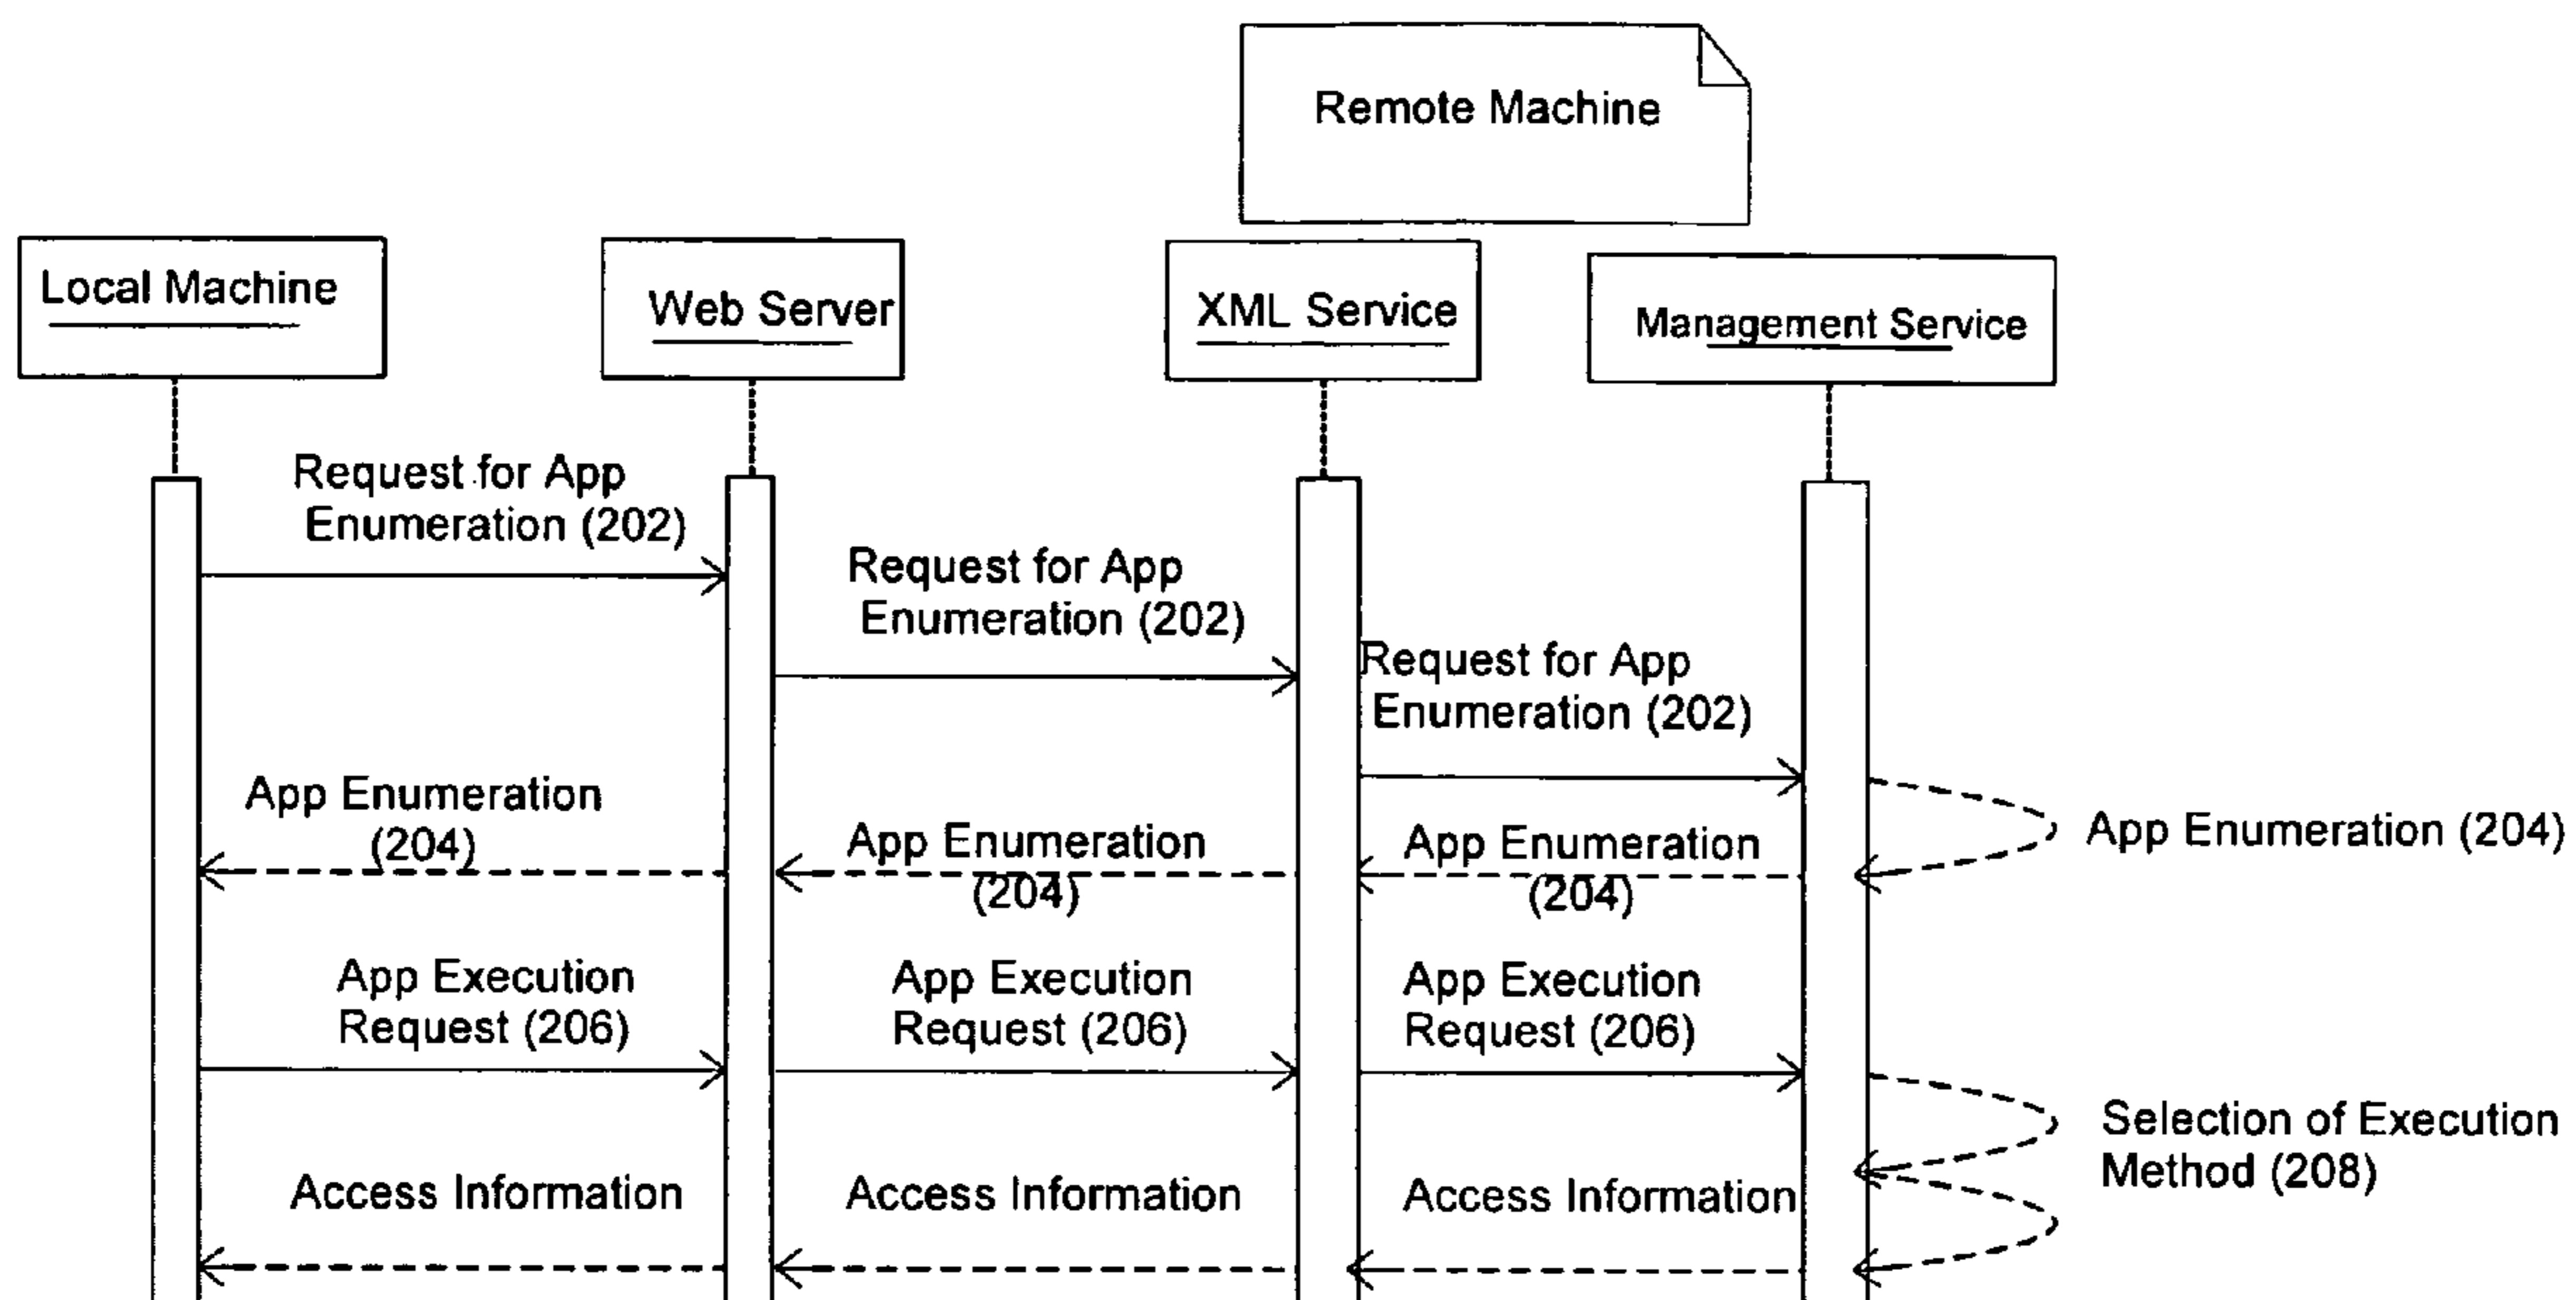 Remote Machine
Local Machine
Web Server
XML Service
Management Service
Request for App
Enumeration (202)
Request for App
Enumeration (202)
Request for App
Enumeration (202)
App Enumeration
(204)
App Enumeration
(204)
App Enumeration
(204)
App Enumeration (204)
App Execution
Request (206)
App Execution
Request (206)
App Execution
Request (206)
Selection of Execution
Method (208)
Access Information
Access Information
Access Information